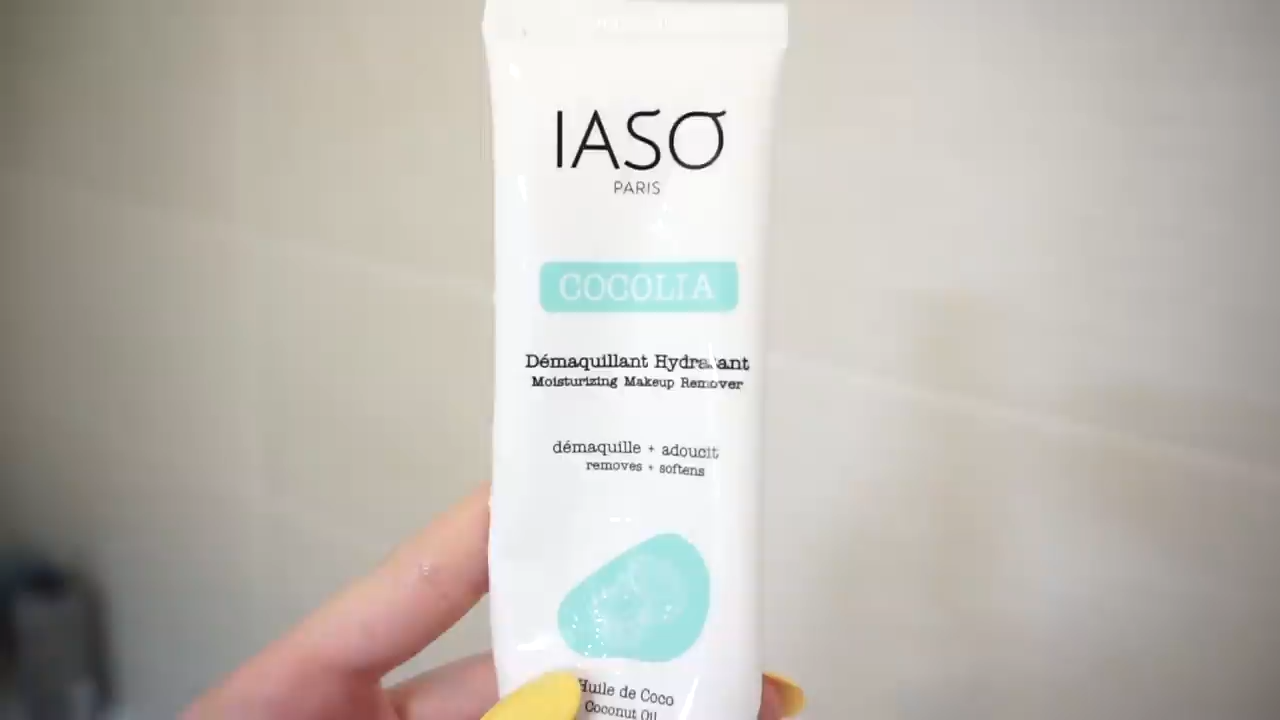 IASO
PARIS
COCOLIA
Démaquillant Hydratant
Moisturizing Makeup Remover
démaquille + adoucit
removes + softens
Huile de Coco
Coconut Oil